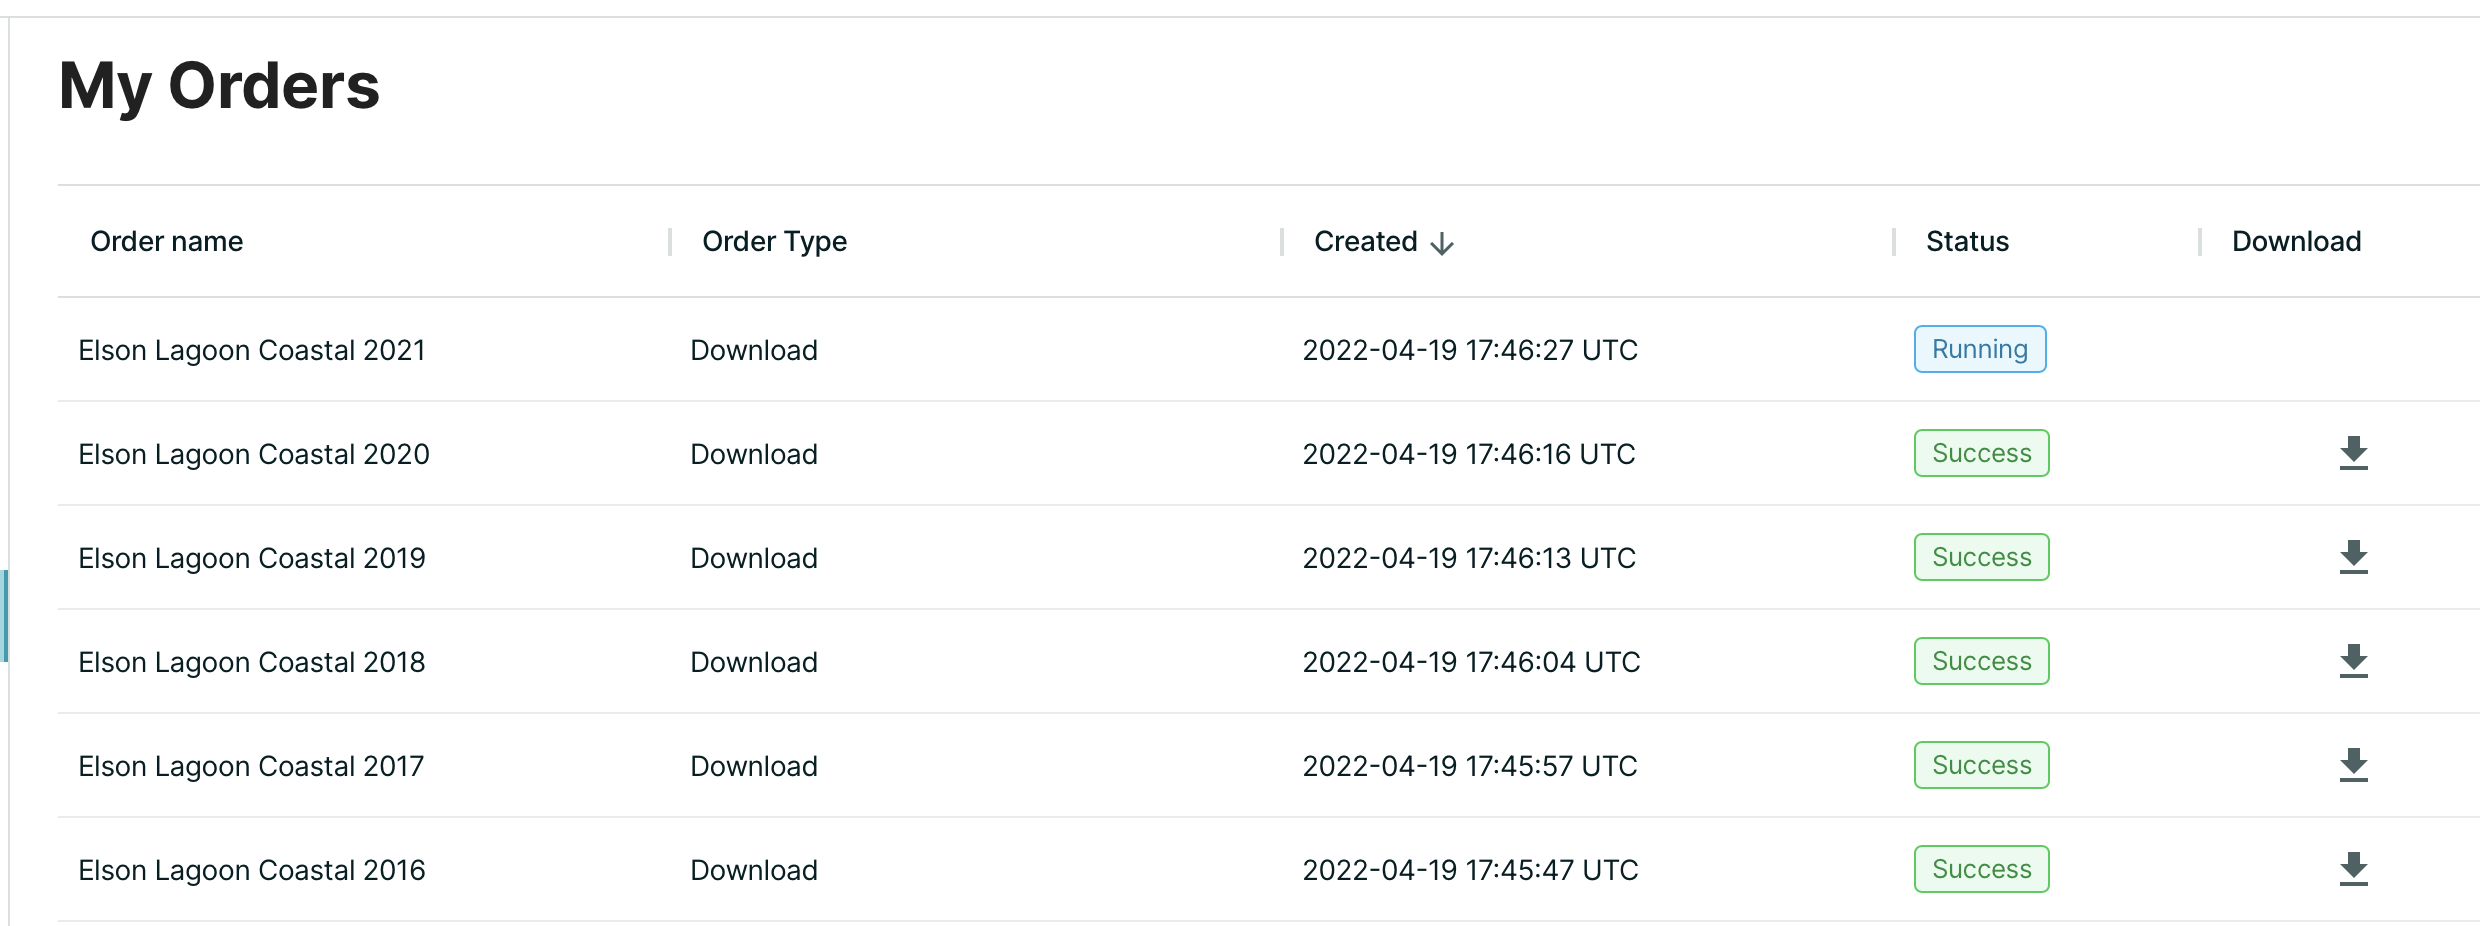 My Orders
Order name Order Type Created Status Download
Elson Lagoon Coastal 2021 Download 2022-04-19 17:46:27 UTC Running
Elson Lagoon Coastal 2020 Download 2022-04-19 17:46:16 UTC Success
Elson Lagoon Coastal 2019 Download 2022-04-19 17:46:13 UTC Success
Elson Lagoon Coastal 2018 Download 2022-04-19 17:46:04 UTC Success
Elson Lagoon Coastal 2017 Download 2022-04-19 17:45:57 UTC Success
Elson Lagoon Coastal 2016 Download 2022-04-19 17:45:47 UTC Success